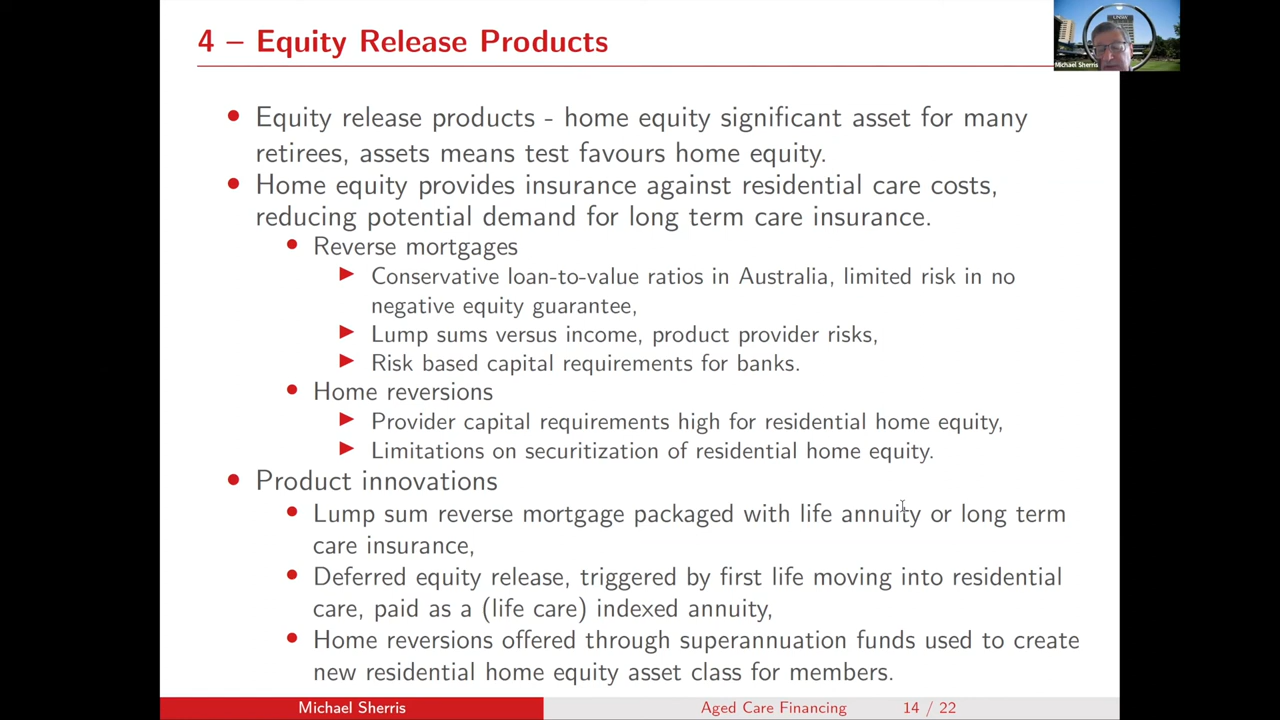 4 – Equity Release Products
Michael Sherris
Equity release products - home equity significant asset for many
retirees, assets means test favours home equity.
Home equity provides insurance against residential care costs,
reducing potential demand for long term care insurance.
Reverse mortgages
Conservative loan-to-value ratios in Australia, limited risk in no
negative equity guarantee,
Lump sums versus income, product provider risks,
Risk based capital requirements for banks.
Home reversions
Provider capital requirements high for residential home equity,
Limitations on securitization of residential home equity.
Product innovations
Lump sum reverse mortgage packaged with life annuity or long term
care insurance,
Deferred equity release, triggered by first life moving into residential
care, paid as a (life care) indexed annuity,
Home reversions offered through superannuation funds used to create
new residential home equity asset class for members.
Michael Sherris Aged Care Financing 14 / 22